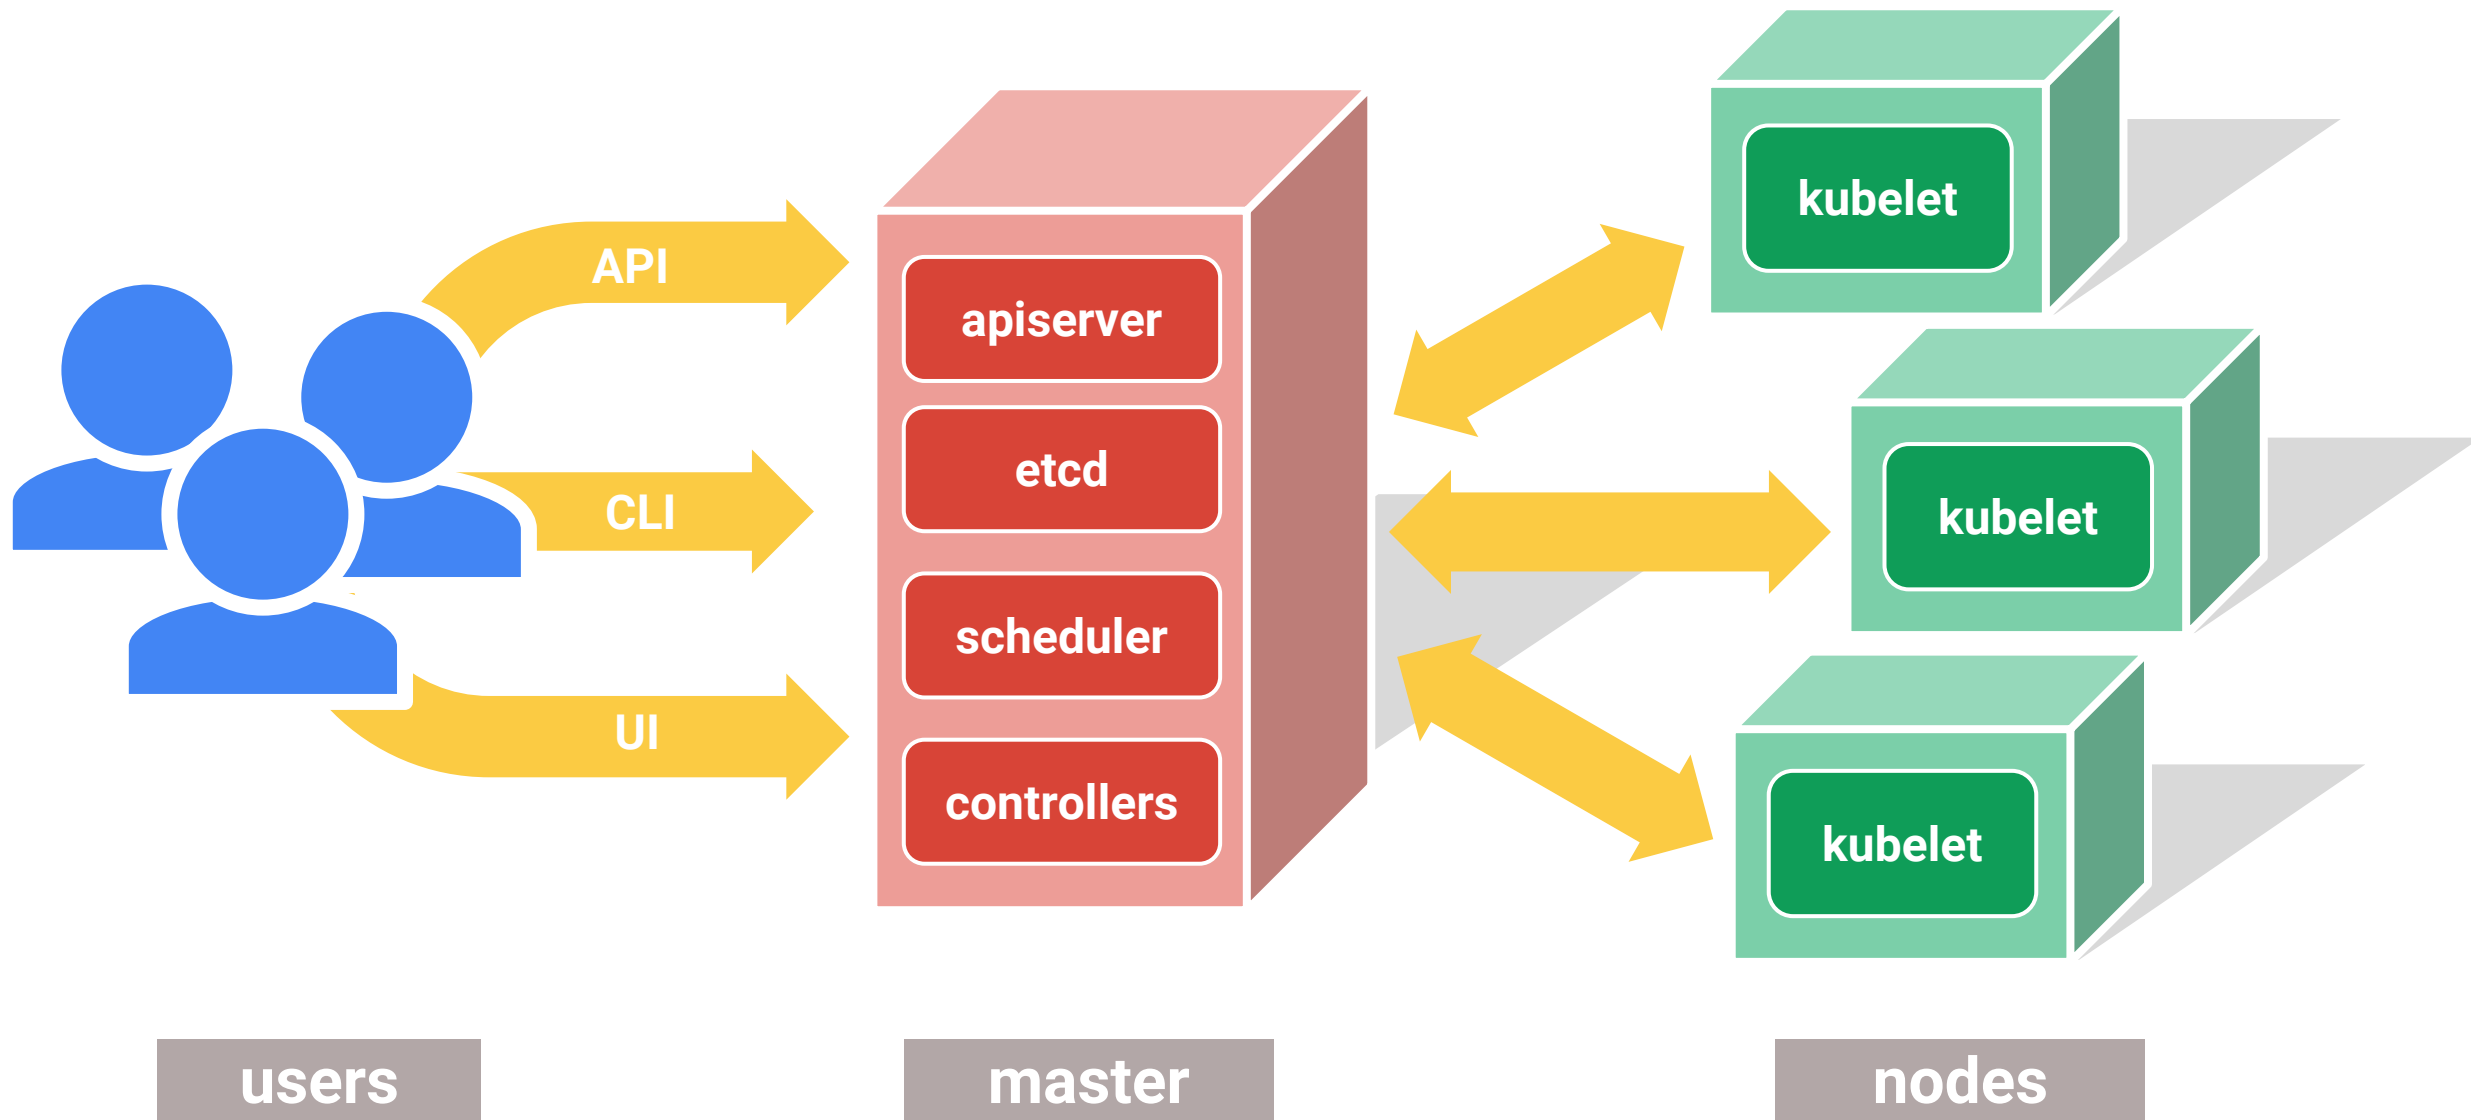 API
CLI
UI
apiserver
etcd
scheduler
controllers
kubelet
kubelet
kubelet
users
master
nodes